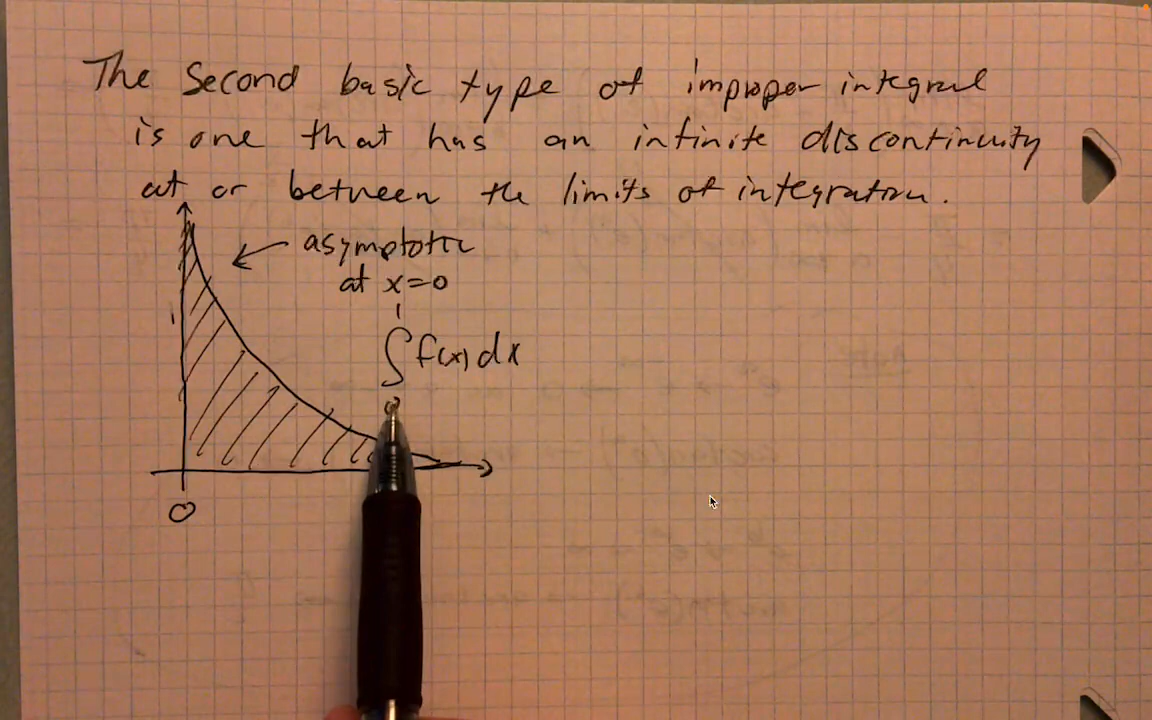 The second basic type of improper integral
is one that has an infinite discontinuity
at or between the limits of integration.
asymptotic
at x=0
1
∫ f(x) dx
0
0